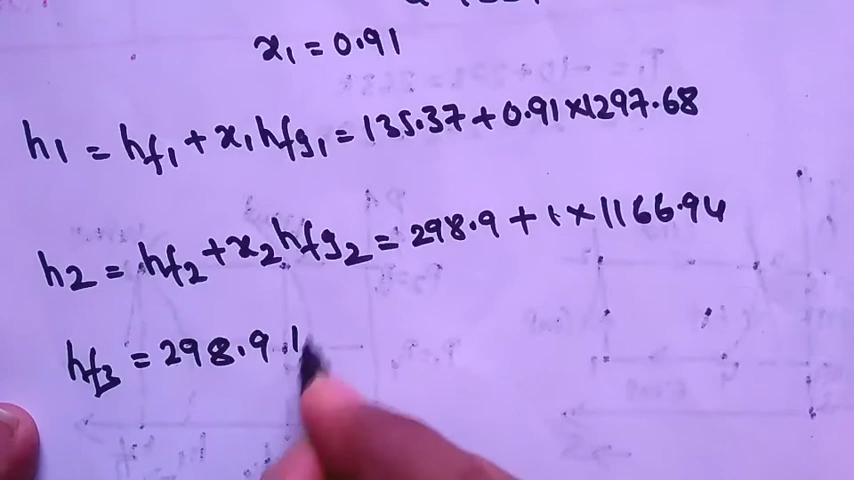 x₁ = 0.91
h₁ = hf₁ + x₁hfg₁ = 135.37 + 0.91 × 1297.68
h₂ = hf₂ + x₂hfg₂ = 298.9 + 1 × 1166.94
hf₃ = 298.9